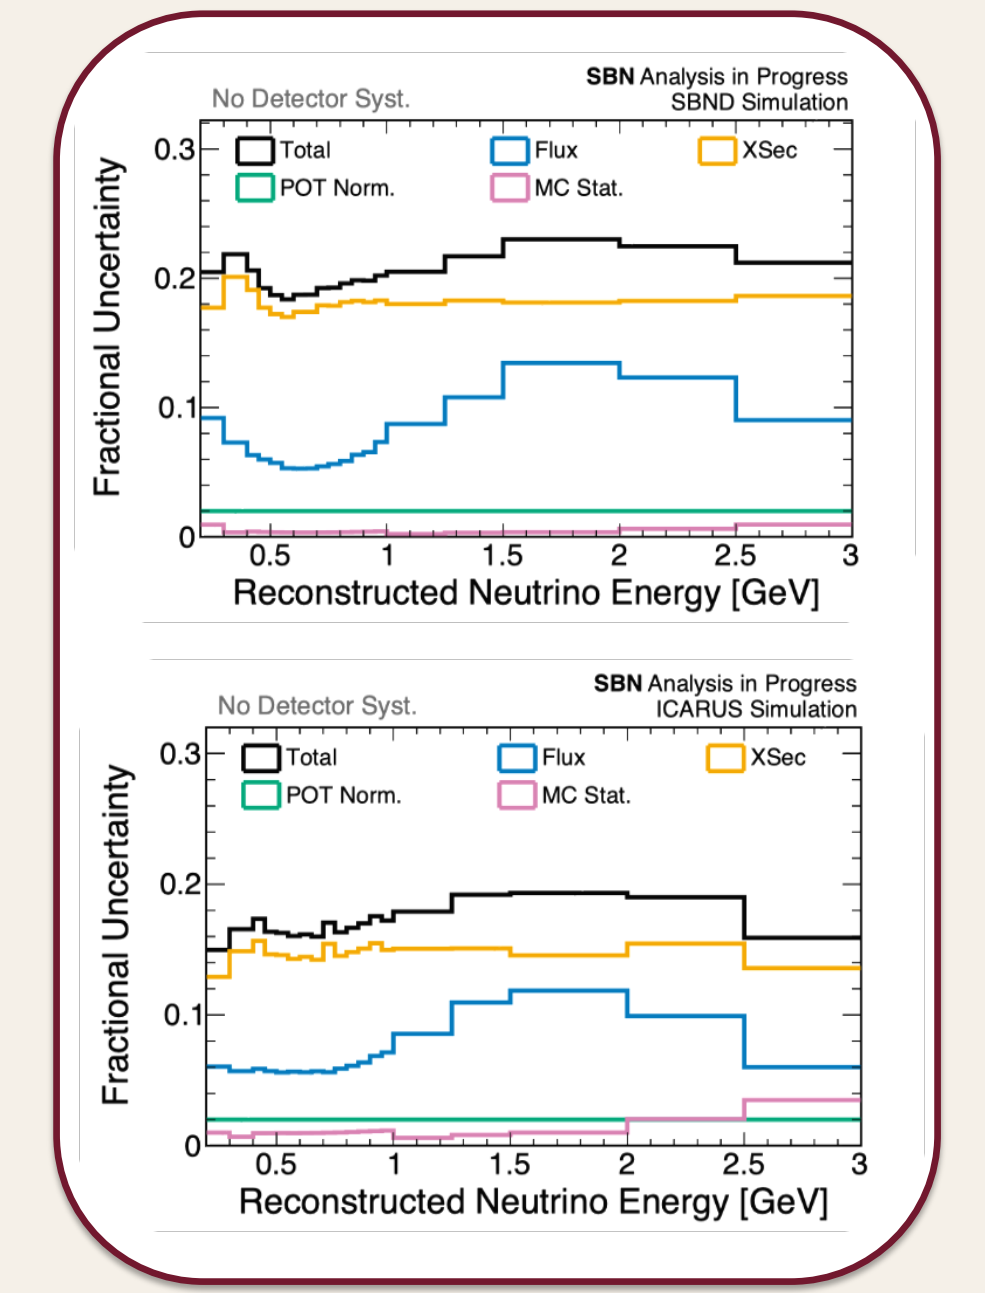 SBN Analysis in Progress
No Detector Syst.
SBND Simulation
Fractional Uncertainty
0.3
0.2
0.1
0
Total
Flux
XSec
POT Norm.
MC Stat.
0.5
1
1.5
2
2.5
3
Reconstructed Neutrino Energy [GeV]
SBN Analysis in Progress
No Detector Syst.
ICARUS Simulation
Fractional Uncertainty
0.3
0.2
0.1
0
Total
Flux
XSec
POT Norm.
MC Stat.
0.5
1
1.5
2
2.5
3
Reconstructed Neutrino Energy [GeV]